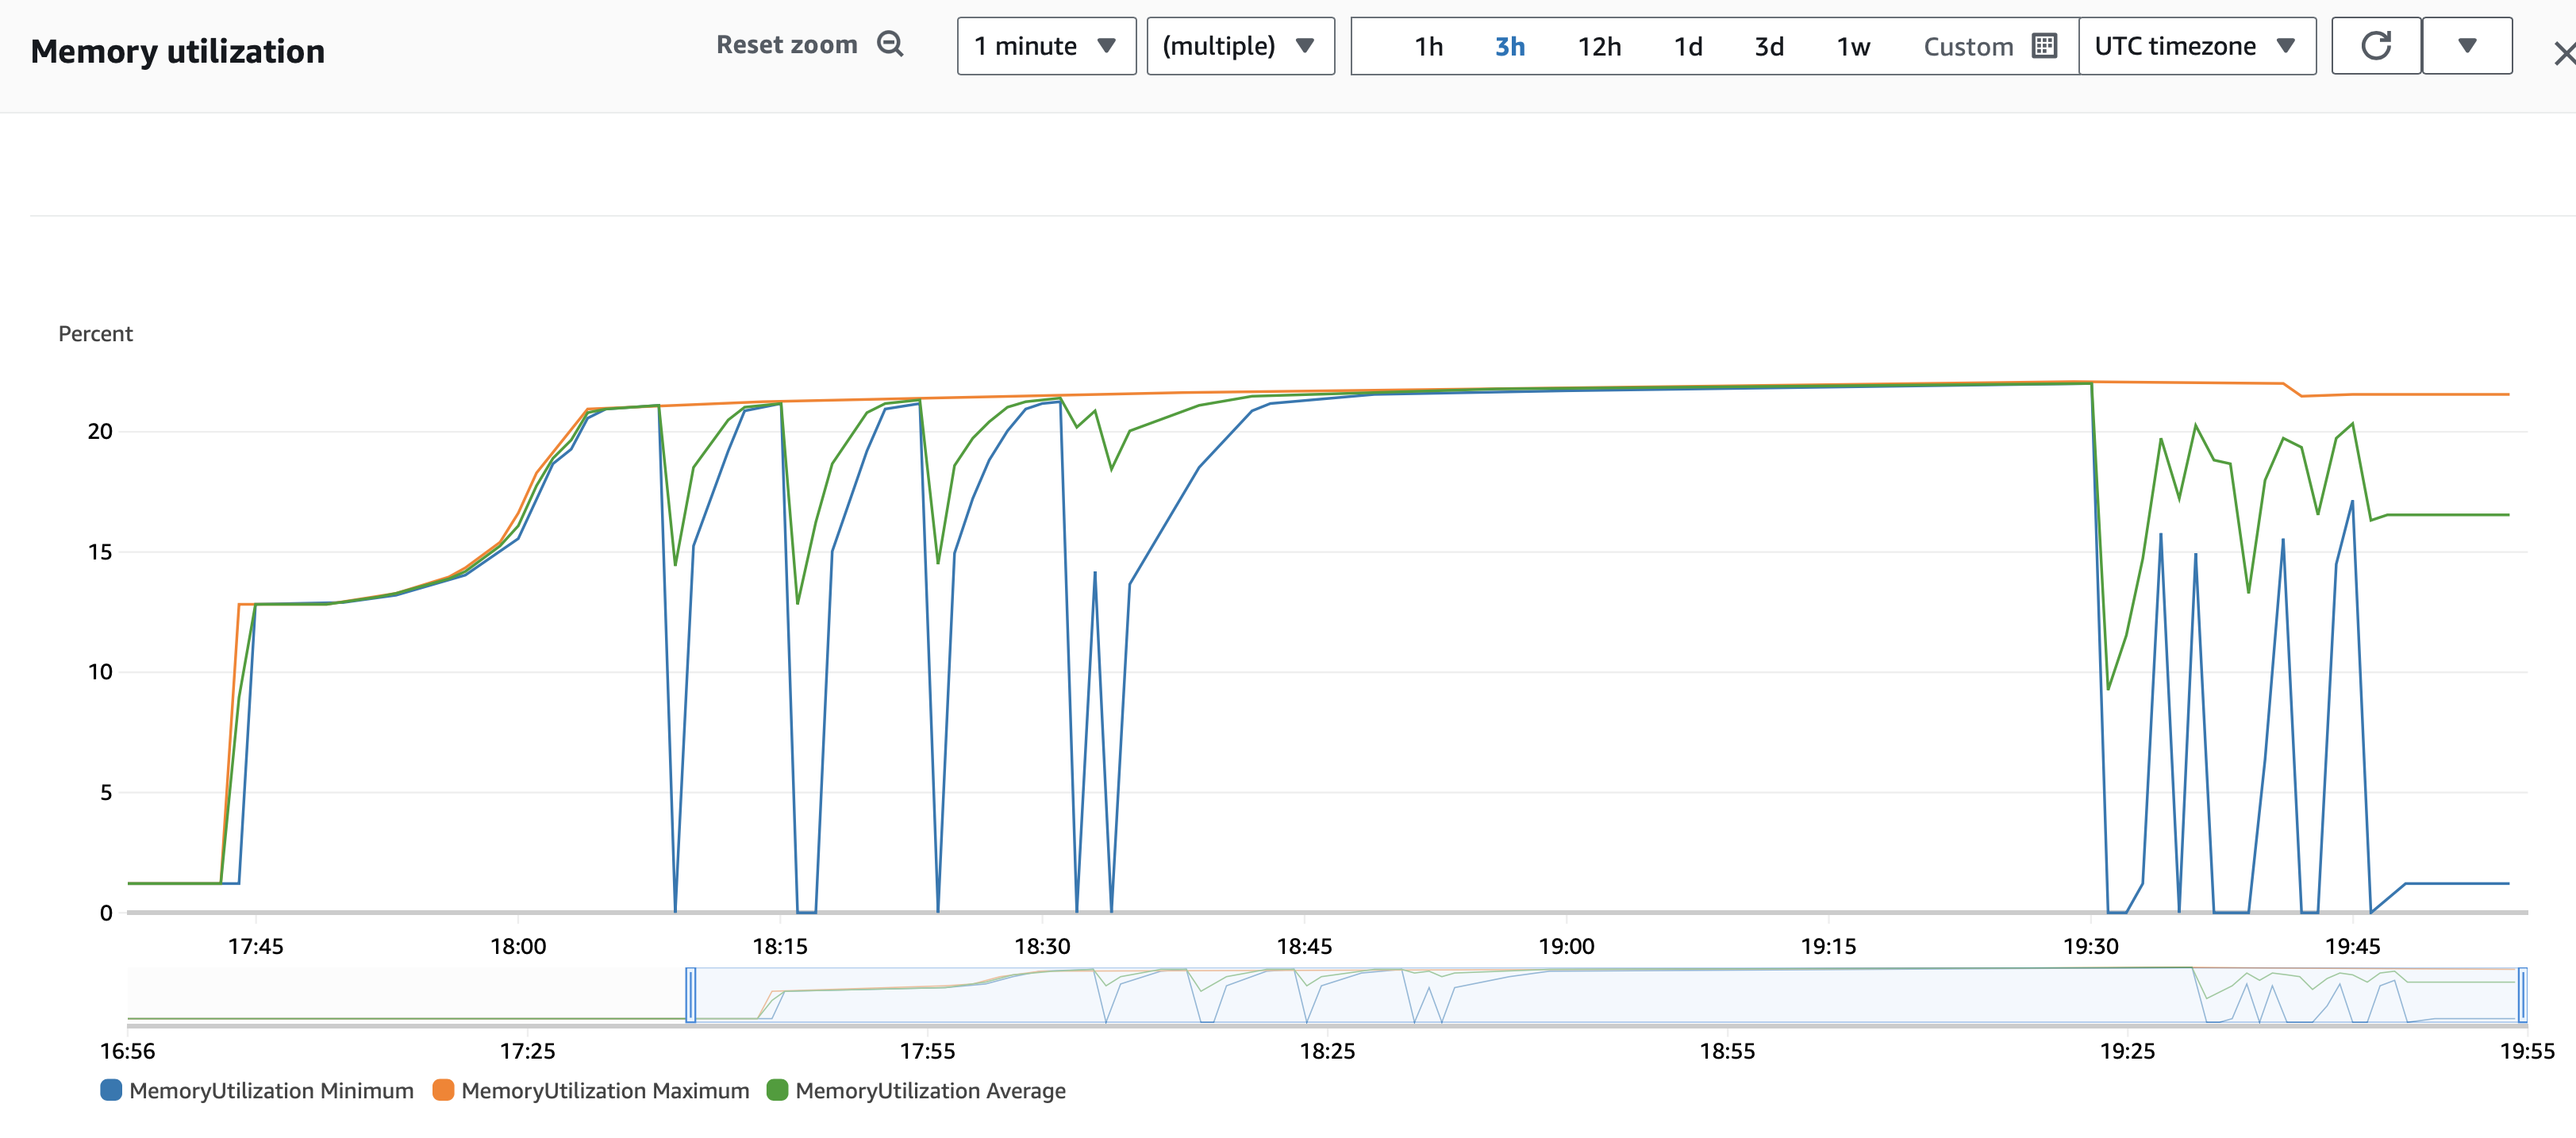 Memory utilization
Reset zoom
1 minute
(multiple)
1h 3h 12h 1d 3d 1w Custom
UTC timezone
Percent
20
15
10
5
0
17:45 18:00 18:15 18:30 18:45 19:00 19:15 19:30 19:45
16:56 17:25 17:55 18:25 18:55 19:25 19:55
MemoryUtilization Minimum MemoryUtilization Maximum MemoryUtilization Average